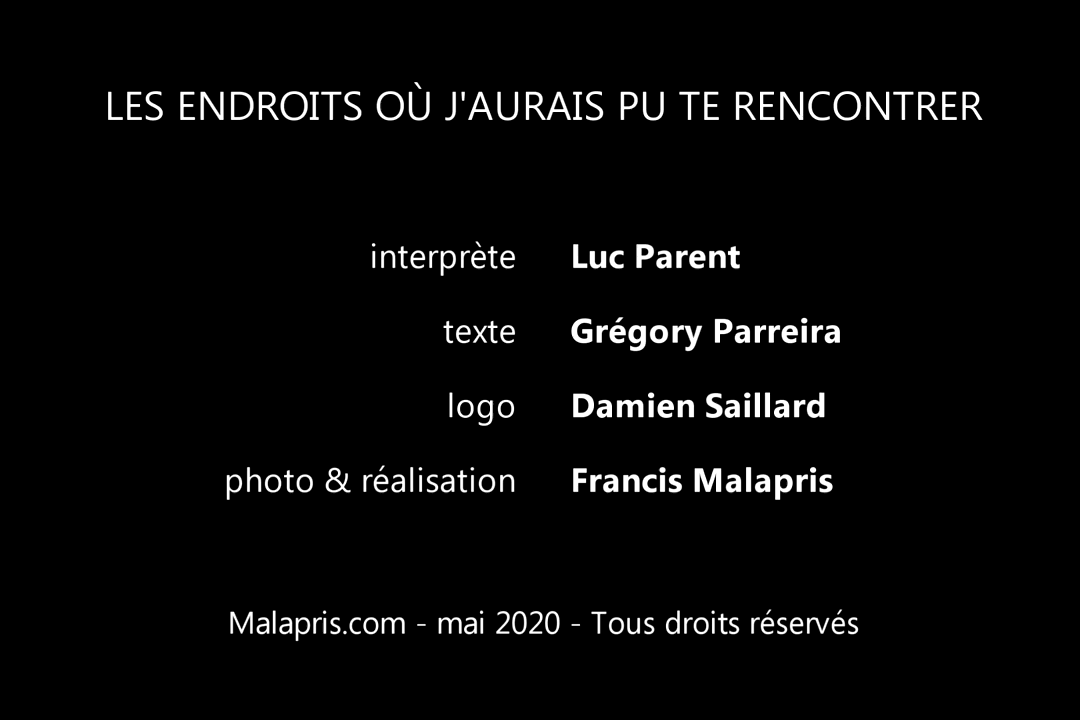 LES ENDROITS OÙ J'AURAIS PU TE RENCONTRER
interprète Luc Parent
texte Grégory Parreira
logo Damien Saillard
photo & réalisation Francis Malapris
Malapris.com - mai 2020 - Tous droits réservés